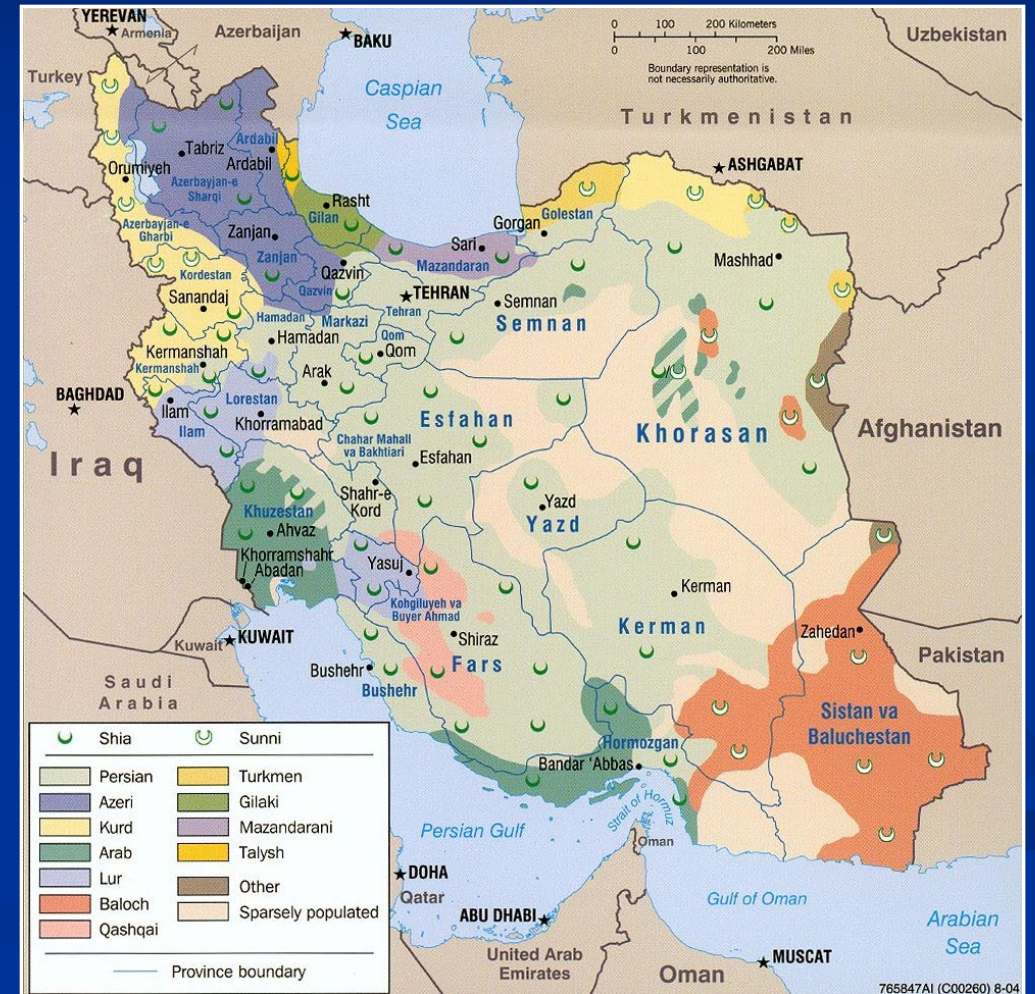 YEREVAN
Armenia
Azerbaijan
BAKU
0 100 200 Kilometers
0 100 200 Miles
Boundary representation is
not necessarily authoritative.
Uzbekistan
Turkey
Caspian
Sea
Turkmenistan
ASHGABAT
Tabriz
Ardabil
Ardabil
Orumiyeh
Azerbayjan-e
Sharqi
Rasht
Gilan
Golestan
Gorgan
Azerbayjan-e
Gharbi
Zanjan
Zanjan
Sari
Mazandaran
Mashhad
Kordestan
Qazvin
Qazvin
TEHRAN
Tehran
Semnan
Semnan
Sanandaj
Hamadan
Markazi
Hamadan
Qom
Qom
Kermanshah
Kermanshah
Arak
BAGHDAD
Ilam
Ilam
Lorestan
Khorramabad
Esfahan
Khorasan
Afghanistan
Chahar Mahall
va Bakhtiari
Esfahan
Iraq
Shahr-e
Kord
Yazd
Yazd
Khuzestan
Ahvaz
Khorramshahr
Abadan
Yasuj
Kohgiluyeh va
Buyer Ahmad
Kerman
Kerman
Zahedan
Kuwait
KUWAIT
Shiraz
Fars
Pakistan
Saudi
Arabia
Bushehr
Bushehr
Sistan va
Baluchestan
Hormozgan
Bandar 'Abbas
Shia
Sunni
Persian
Turkmen
Azeri
Gilaki
Kurd
Mazandarani
Arab
Talysh
Lur
Other
Baloch
Sparsely populated
Qashqai
Province boundary
Persian Gulf
Strait of Hormuz
Oman
DOHA
Qatar
ABU DHABI
Gulf of Oman
Arabian
Sea
United Arab
Emirates
Oman
MUSCAT
765847AI (C00260) 8-04